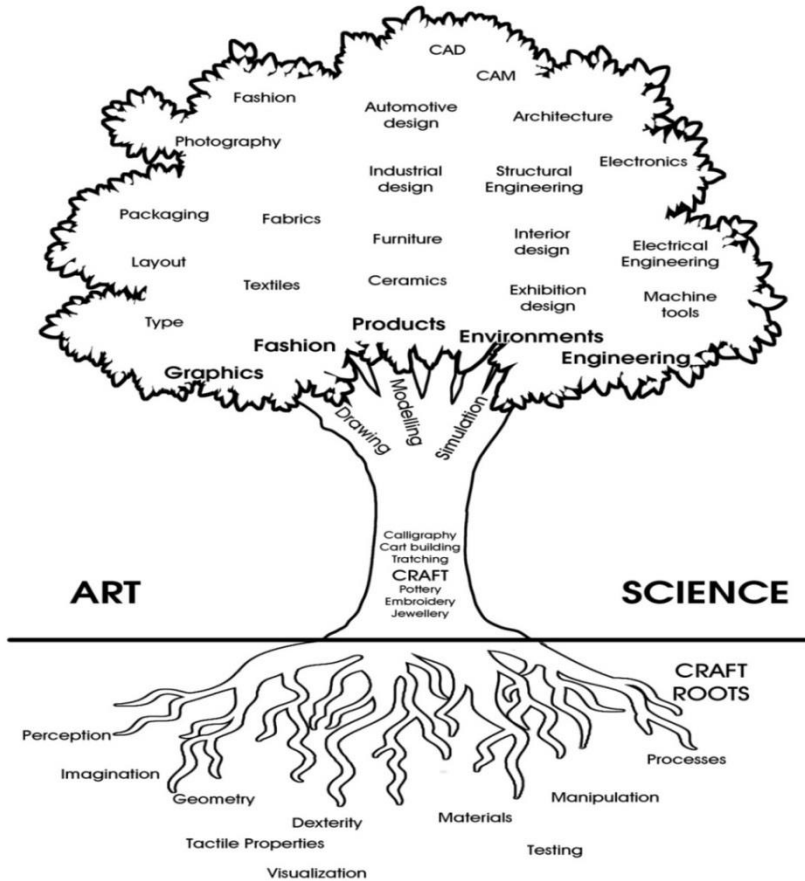 CAD
CAM
Fashion
Automotive
design
Architecture
Photography
Electronics
Industrial
design
Structural
Engineering
Packaging
Fabrics
Furniture
Interior
design
Electrical
Engineering
Layout
Textiles
Ceramics
Exhibition
design
Machine
tools
Type
Products
Environments
Fashion
Engineering
Graphics
Drawing
Modelling
Simulation
Calligraphy
Cart building
Tratching
CRAFT
Pottery
Embroidery
Jewellery
ART
SCIENCE
CRAFT
ROOTS
Perception
Processes
Imagination
Geometry
Manipulation
Dexterity
Materials
Tactile Properties
Testing
Visualization